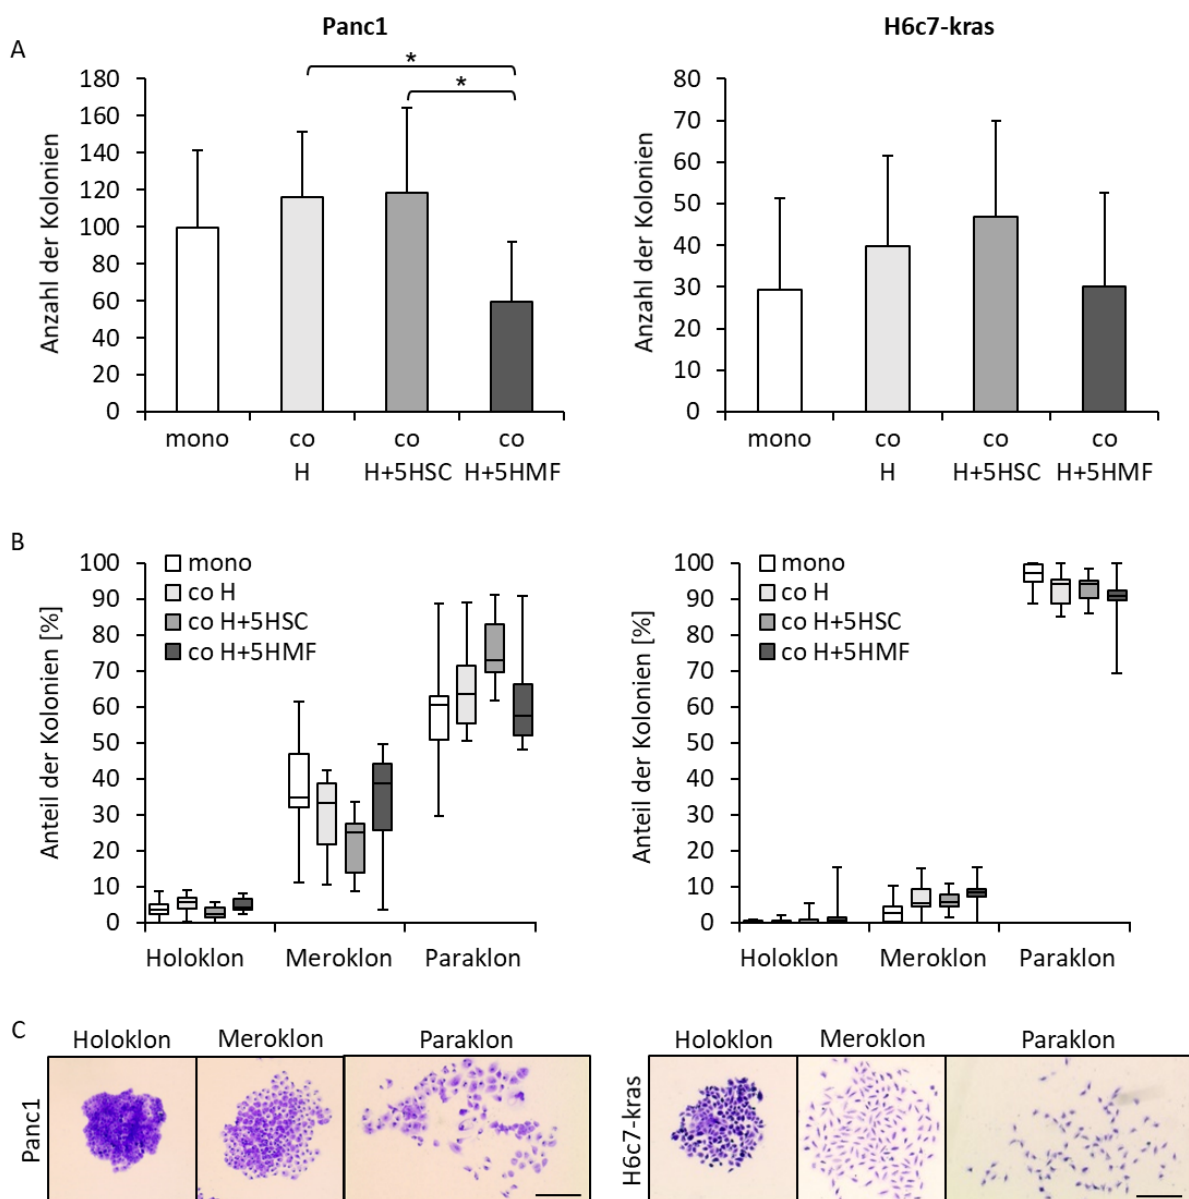 Panc1
H6c7-kras
A
*
*
Anzahl der Kolonien
180
160
140
120
100
80
60
40
20
0
mono co co co
H H+5HSC H+5HMF
Anzahl der Kolonien
80
70
60
50
40
30
20
10
0
mono co co co
H H+5HSC H+5HMF
B
Anteil der Kolonien [%]
100
90
80
70
60
50
40
30
20
10
0
mono
co H
co H+5HSC
co H+5HMF
Holoklon Meroklon Paraklon
Anteil der Kolonien [%]
100
90
80
70
60
50
40
30
20
10
0
mono
co H
co H+5HSC
co H+5HMF
Holoklon Meroklon Paraklon
C
Holoklon Meroklon Paraklon
Panc1
Holoklon Meroklon Paraklon
H6c7-kras